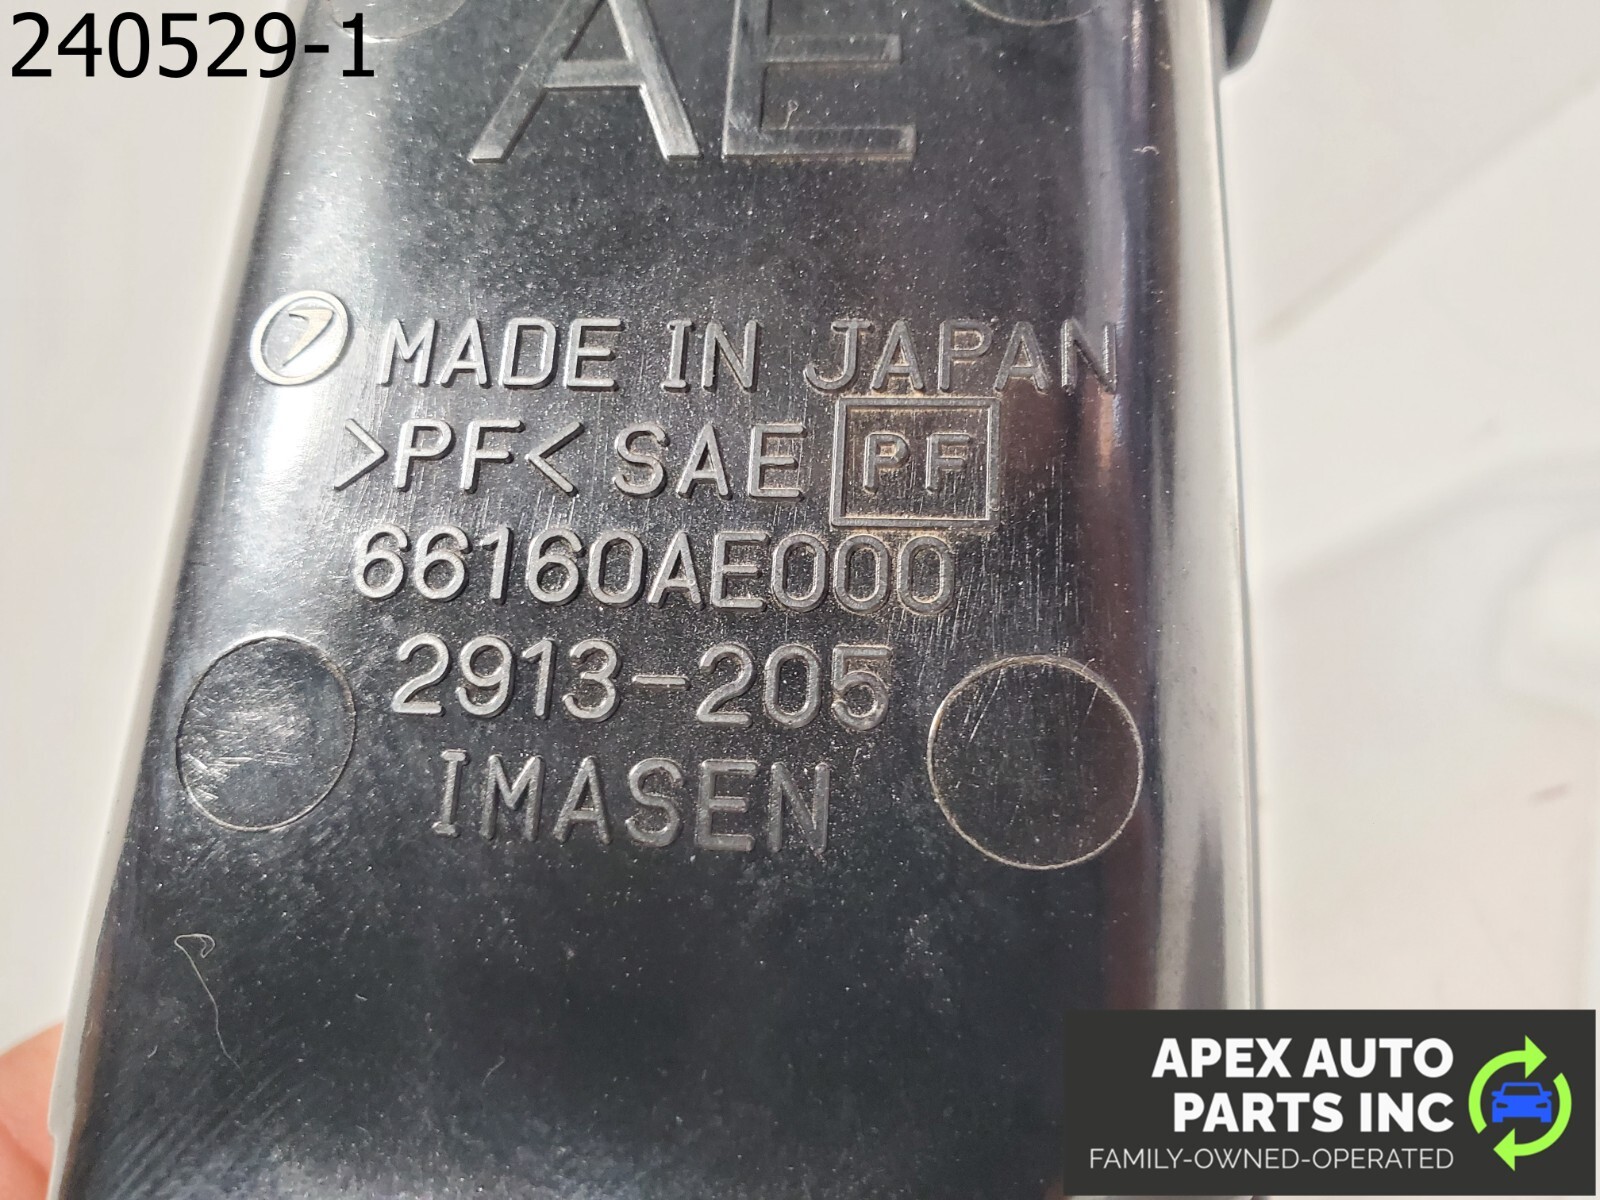 240529-1
AE
7 MADE IN JAPAN
>PF< SAE PF
66160AE000
2913-205
IMASEN
APEX AUTO
PARTS INC
FAMILY-OWNED-OPERATED